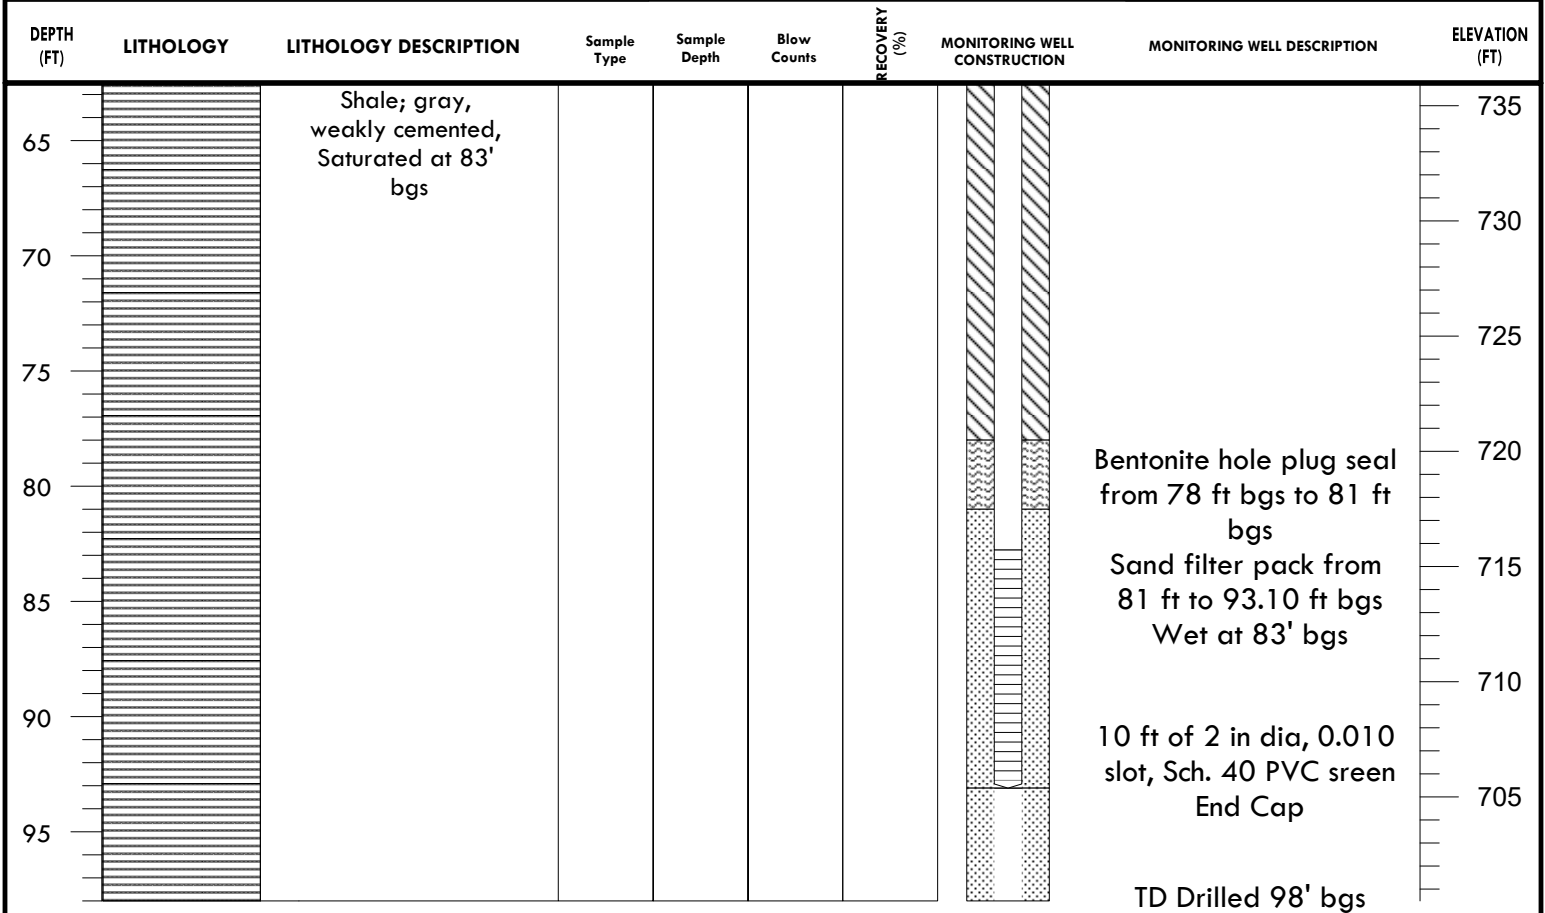 DEPTH
(FT)
LITHOLOGY
LITHOLOGY DESCRIPTION
Sample
Type
Sample
Depth
Blow
Counts
RECOVERY
(%)
MONITORING WELL
CONSTRUCTION
MONITORING WELL DESCRIPTION
ELEVATION
(FT)
65
70
75
80
85
90
95
Shale; gray,
weakly cemented,
Saturated at 83'
bgs
Bentonite hole plug seal
from 78 ft bgs to 81 ft
bgs
Sand filter pack from
81 ft to 93.10 ft bgs
Wet at 83' bgs
10 ft of 2 in dia, 0.010
slot, Sch. 40 PVC sreen
End Cap
TD Drilled 98' bgs
735
730
725
720
715
710
705